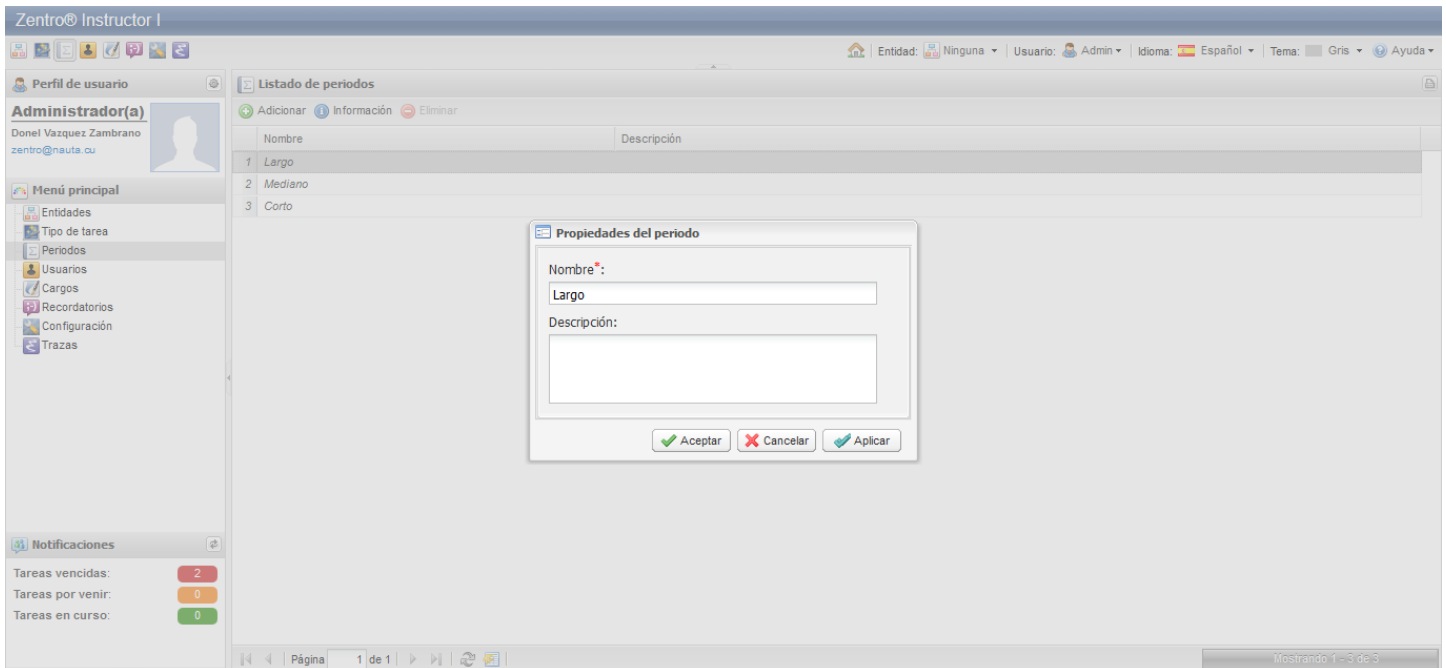 Zentro® Instructor I
Entidad: Ninguna Usuario: Admin Idioma: Español Tema: Gris Ayuda
Perfil de usuario
Administrador(a)
Donel Vazquez Zambrano
zentro@nauta.cu
Menú principal
Entidades
Tipo de tarea
Periodos
Usuarios
Cargos
Recordatorios
Configuración
Trazas
Notificaciones
Tareas vencidas: 2
Tareas por venir: 0
Tareas en curso: 0
Listado de periodos
Adicionar Información Eliminar
Nombre Descripción
1 Largo
2 Mediano
3 Corto
Propiedades del periodo
Nombre*:
Largo
Descripción:
Aceptar Cancelar Aplicar
Página 1 de 1
Mostrando 1 - 3 de 3